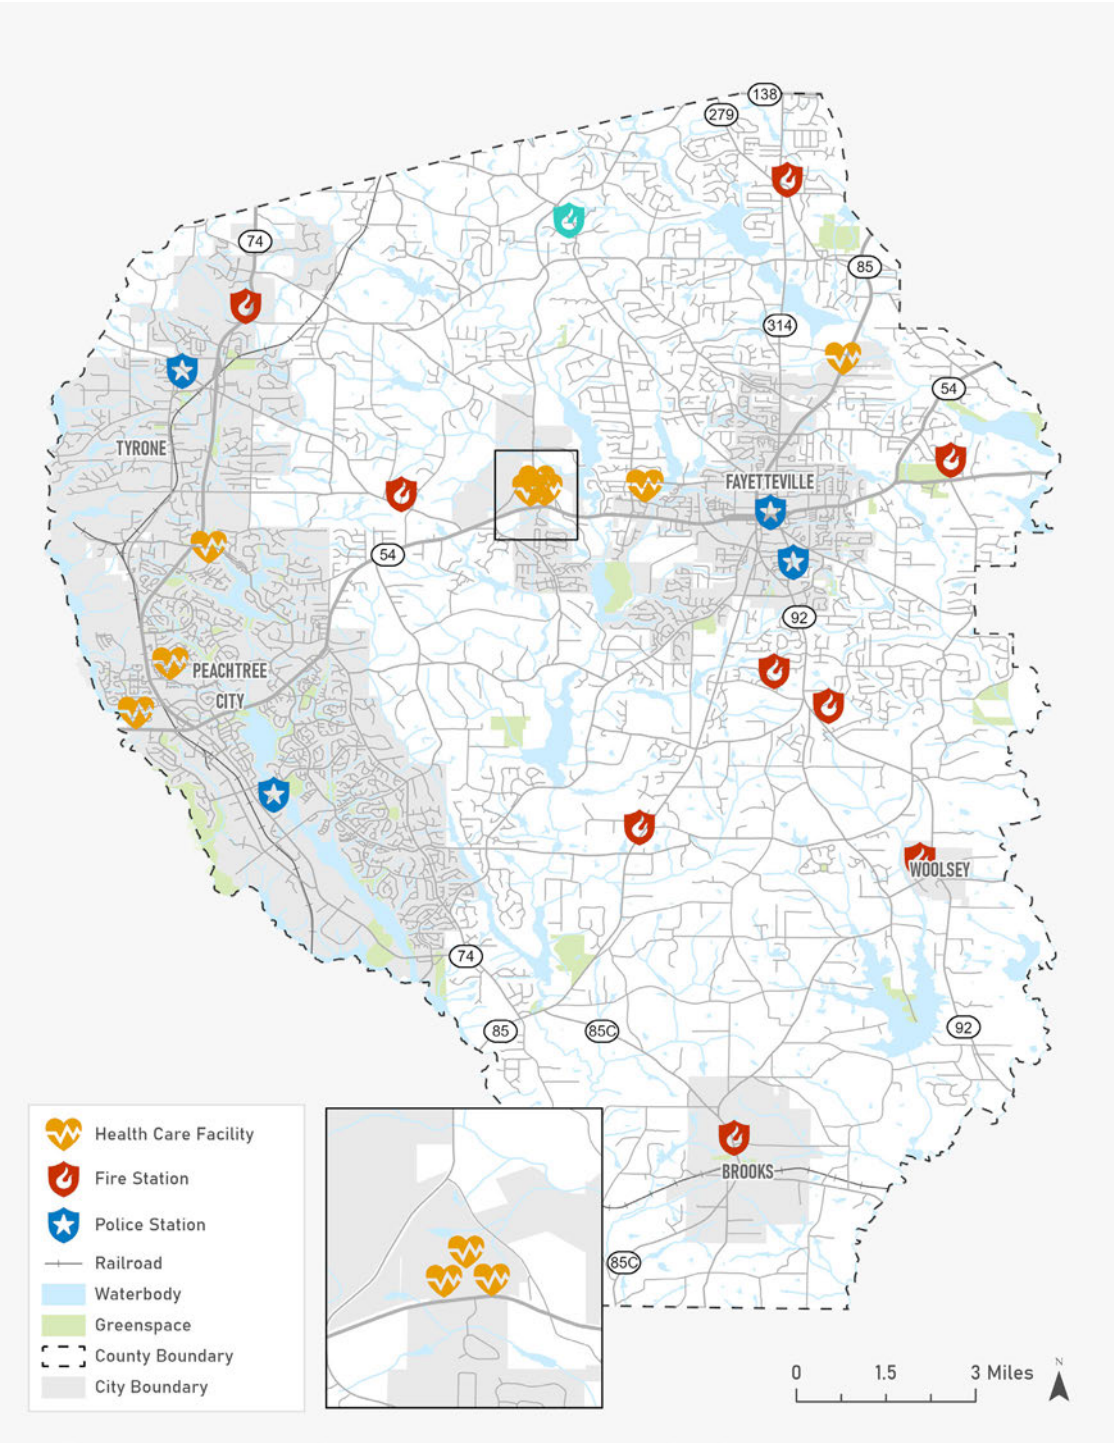 138
279
74
85
314
54
TYRONE
FAYETTEVILLE
54
92
PEACHTREE
CITY
WOOLSEY
74
85
85C
92
BROOKS
85C
Health Care Facility
Fire Station
Police Station
Railroad
Waterbody
Greenspace
County Boundary
City Boundary
0 1.5 3 Miles
N